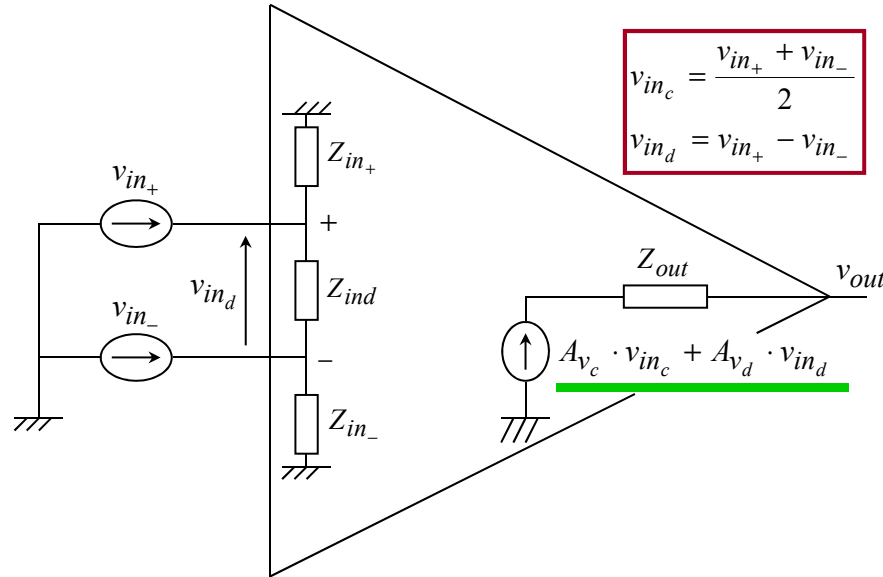 v_{in_c} = \frac{v_{in_+} + v_{in_-}}{2}
v_{in_d} = v_{in_+} - v_{in_-}
Z_{in_+}
v_{in_+}
+
v_{in_d}
Z_{ind}
Z_{out}
v_{out}
v_{in_-}
−
A_{v_c} · v_{in_c} + A_{v_d} · v_{in_d}
Z_{in_-}